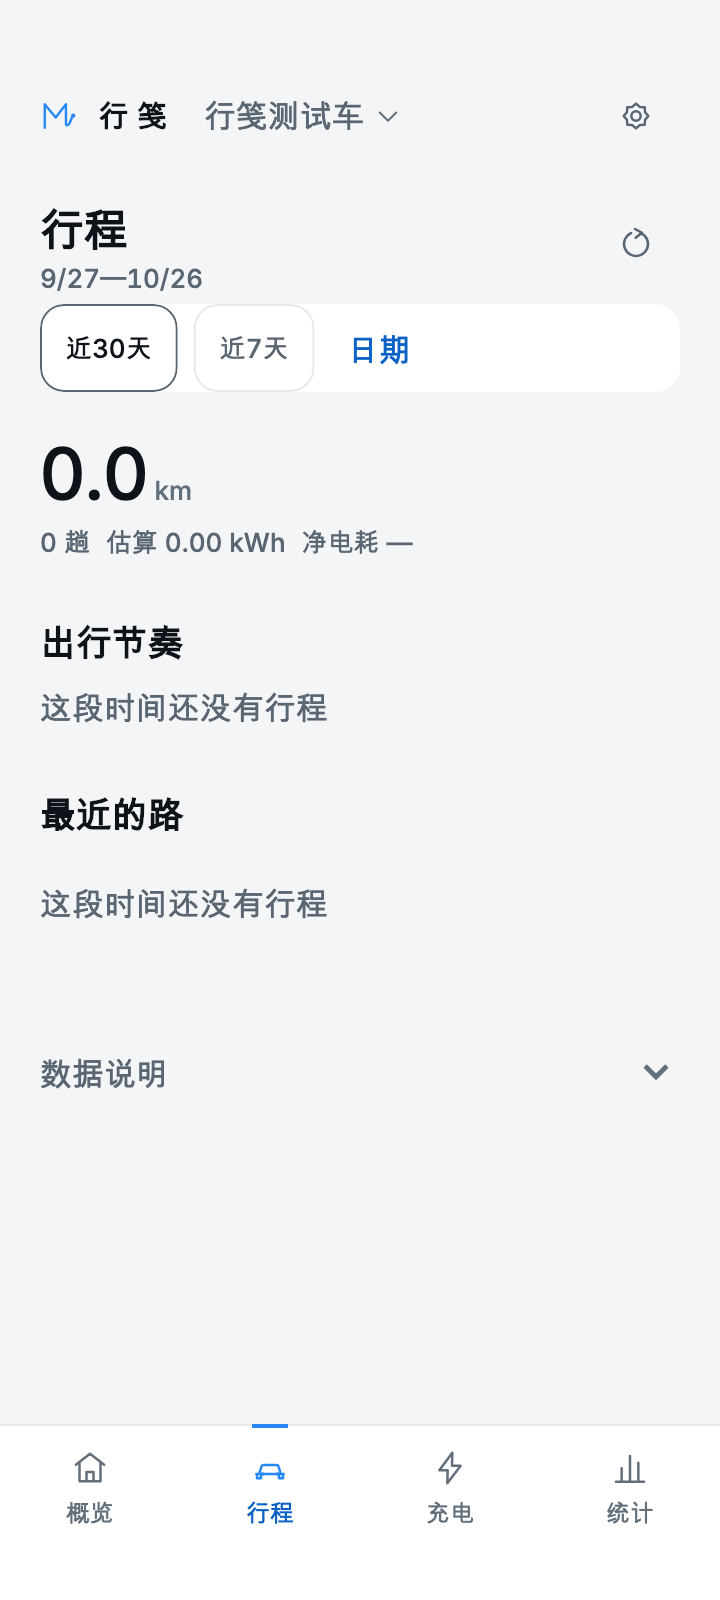 行 笺 行笺测试车
行程
9/27—10/26
近30天 近7天 日期
0.0 km
0 趟 估算 0.00 kWh 净电耗 —
出行节奏
这段时间还没有行程
最近的路
这段时间还没有行程
数据说明
概览 行程 充电 统计